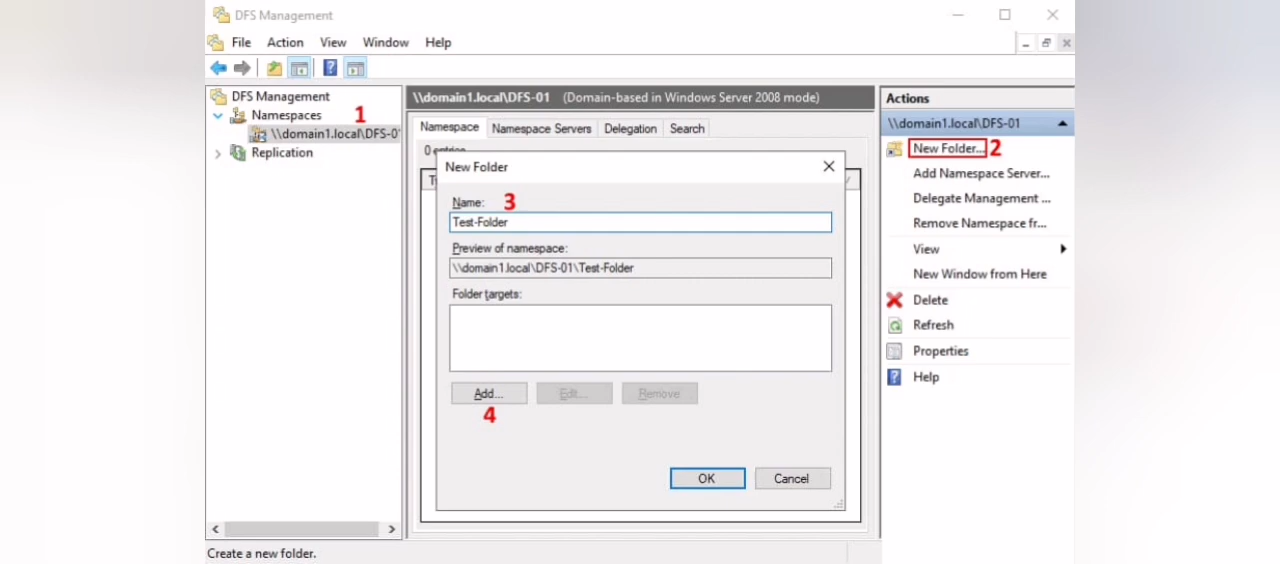 DFS Management
File Action View Window Help
DFS Management
Namespaces 1
\\domain1.local\DFS-0
Replication
\\domain1.local\DFS-01 (Domain-based in Windows Server 2008 mode)
Namespace Namespace Servers Delegation Search
0 entries
New Folder
Name: 3
Test-Folder
Preview of namespace:
\\domain1.local\DFS-01\Test-Folder
Folder targets:
Add... Edit... Remove
4
OK Cancel
Actions
\\domain1.local\DFS-01
New Folder... 2
Add Namespace Server...
Delegate Management ...
Remove Namespace fr...
View
New Window from Here
Delete
Refresh
Properties
Help
Create a new folder.